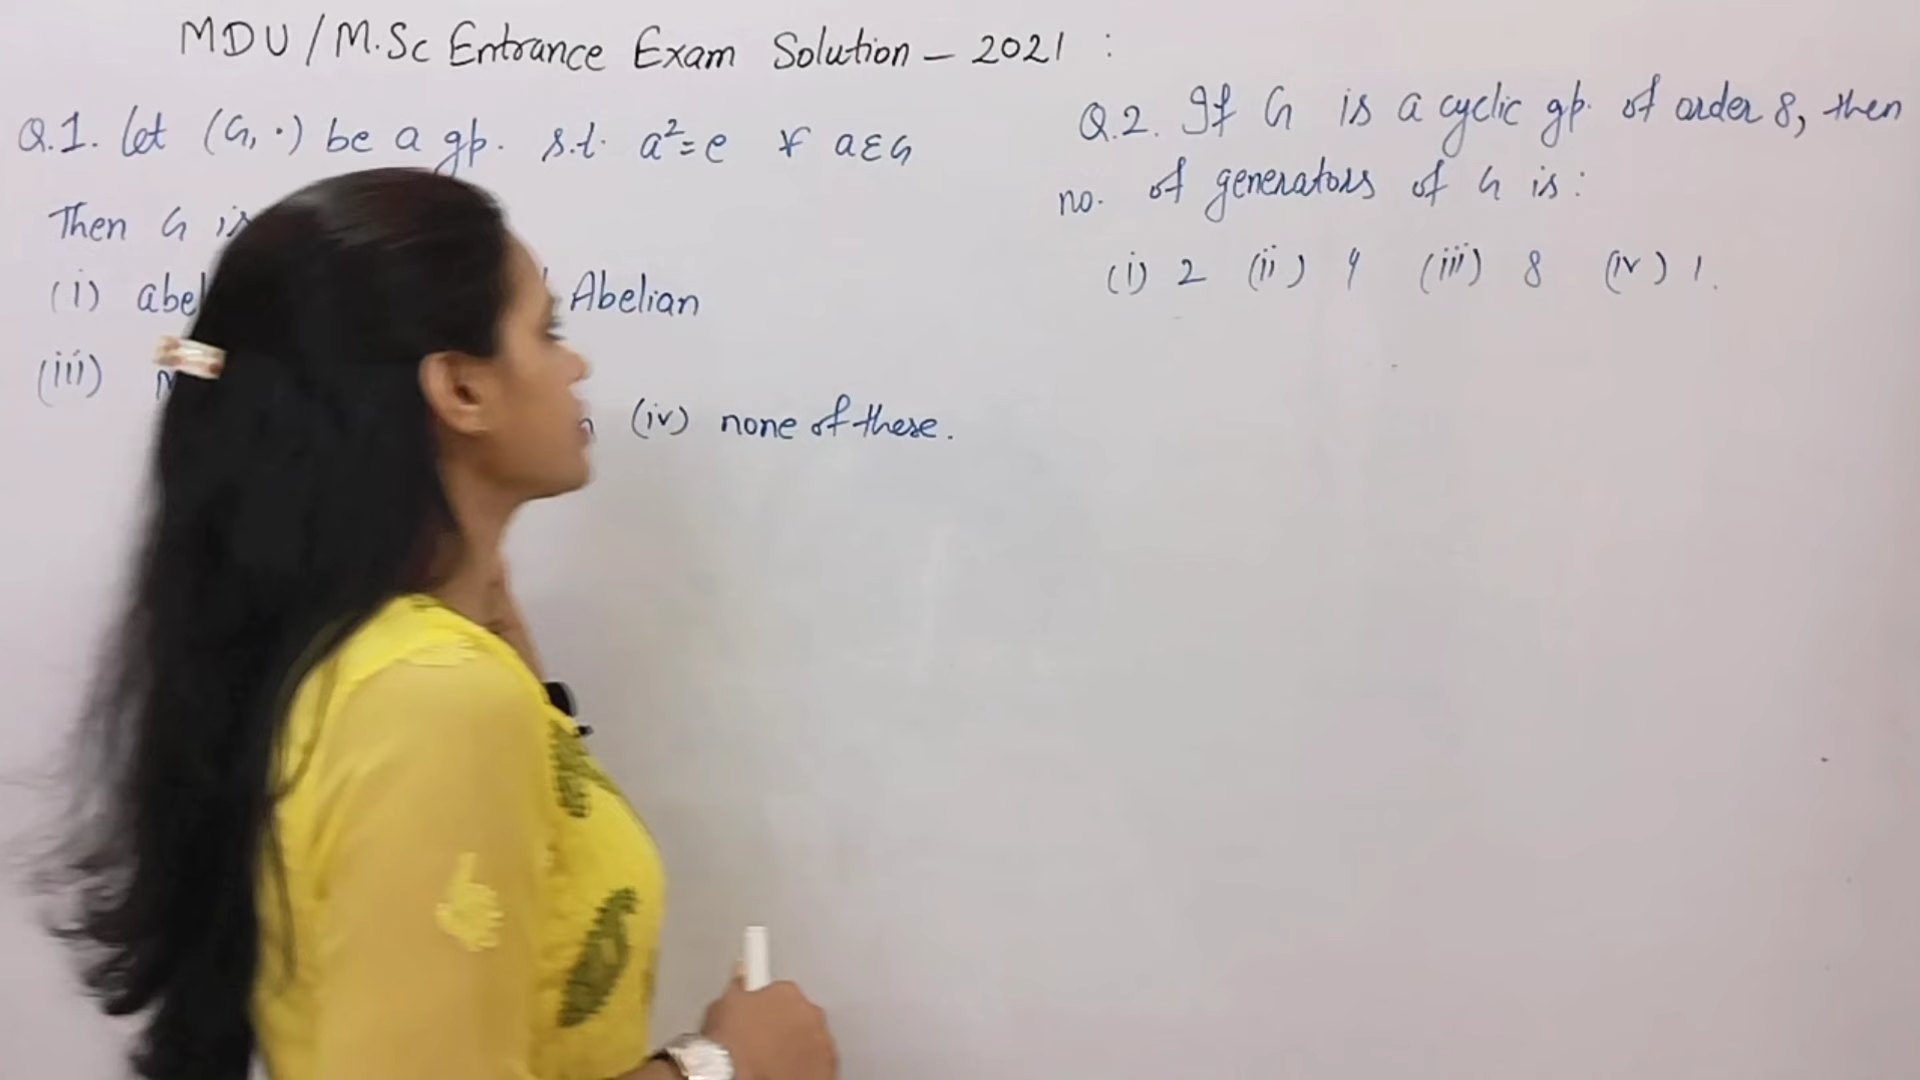 MDU/M.Sc Entrance Exam Solution – 2021 :
Q.1. Let (G, ·) be a gp. s.t. a²=e ∀ a∈G
Then G is
(i) Abelian
(iii)
(iv) none of these.
Q.2. If G is a cyclic gp. of order 8, then
no. of generators of G is :
(i) 2 (ii) 4 (iii) 8 (iv) 1.